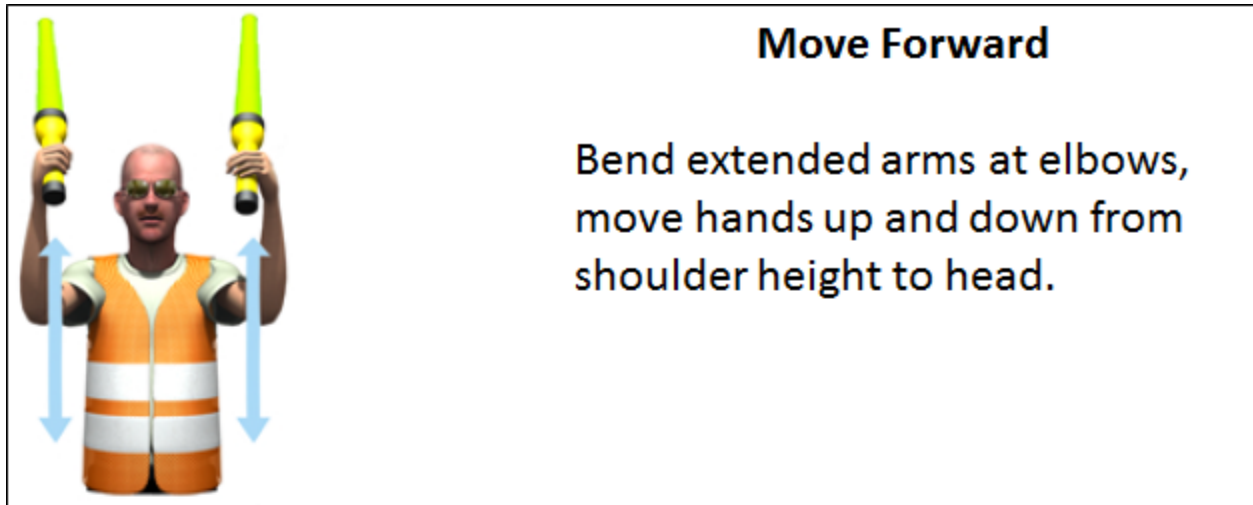 Move Forward
Bend extended arms at elbows,
move hands up and down from
shoulder height to head.